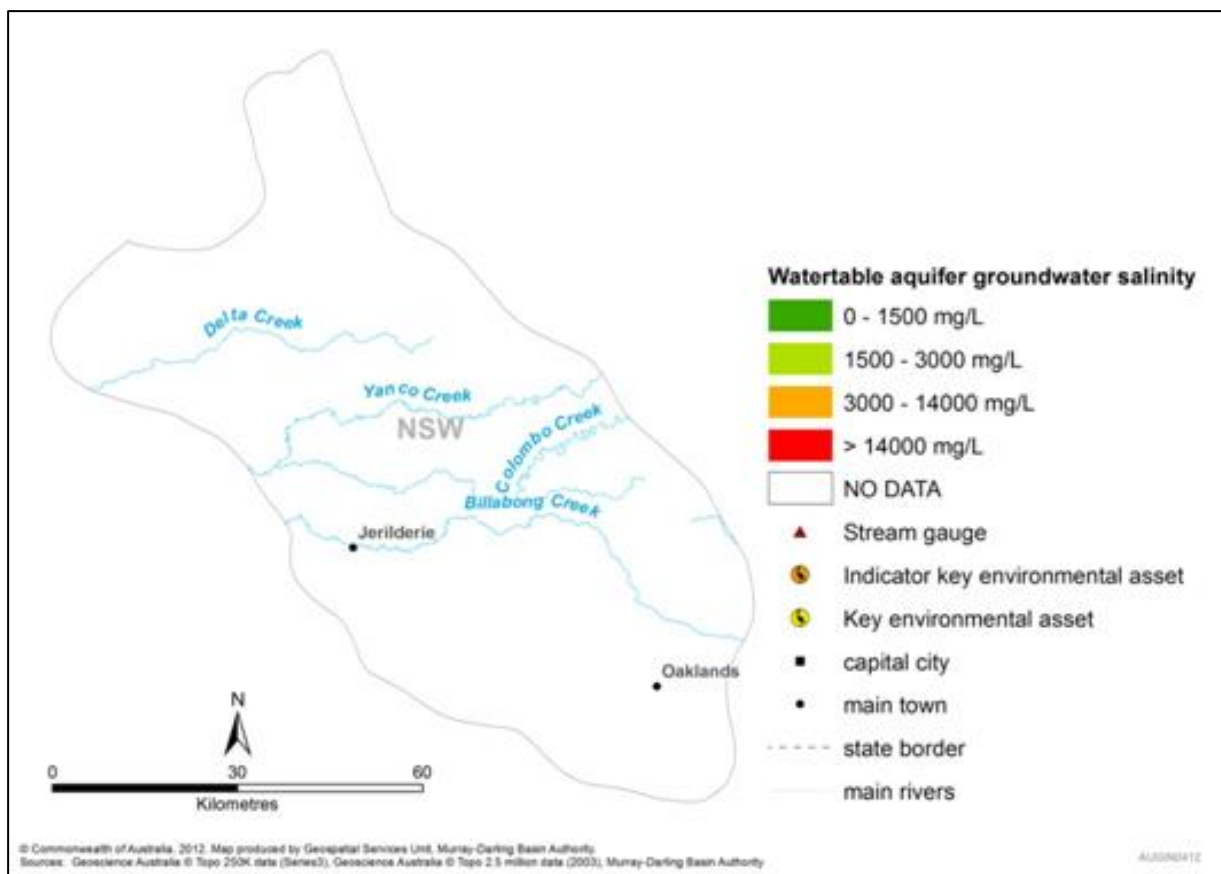 Delta Creek
Yanco Creek
NSW
Colombo Creek
Billabong Creek
Jerilderie
Oaklands
N
0 30 60
Kilometres
Watertable aquifer groundwater salinity
0 - 1500 mg/L
1500 - 3000 mg/L
3000 - 14000 mg/L
> 14000 mg/L
NO DATA
Stream gauge
Indicator key environmental asset
Key environmental asset
capital city
main town
state border
main rivers
© Commonwealth of Australia. 2012. Map produced by Geospatial Services Unit, Murray-Darling Basin Authority.
Sources: Geoscience Australia © Topo 250K data (Series3), Geoscience Australia © Topo 2.5 million data (2003), Murray-Darling Basin Authority